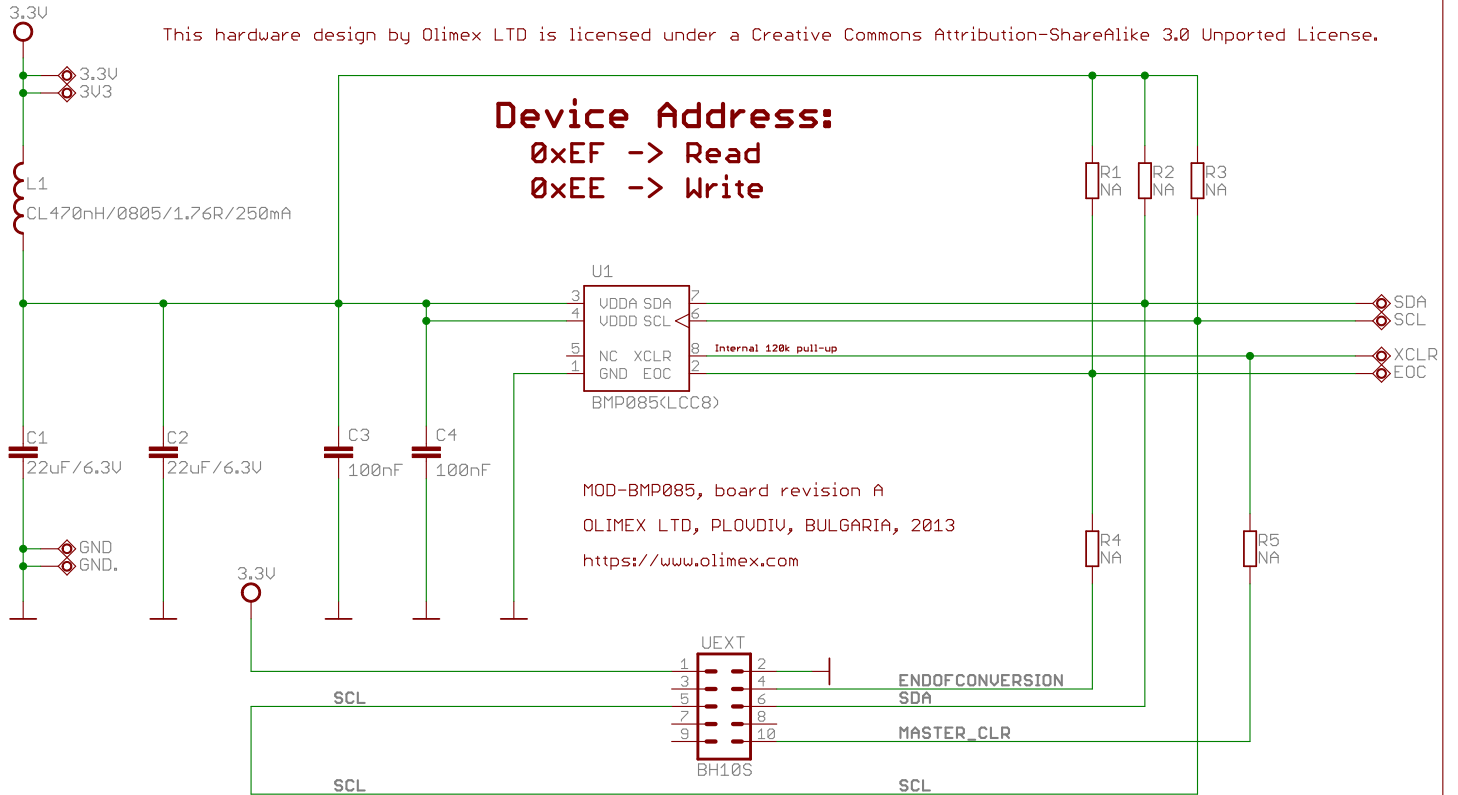 3.3V
This hardware design by Olimex LTD is licensed under a Creative Commons Attribution-ShareAlike 3.0 Unported License.
3.3V
3V3
Device Address:
0xEF -> Read
0xEE -> Write
R1
NA
R2
NA
R3
NA
L1
CL470nH/0805/1.76R/250mA
U1
3 VDDA SDA 7
4 VDDD SCL 6
5 NC XCLR 8
1 GND EOC 2
Internal 120k pull-up
BMP085(LCC8)
SDA
SCL
XCLR
EOC
C1
22uF/6.3V
C2
22uF/6.3V
C3
100nF
C4
100nF
MOD-BMP085, board revision A
OLIMEX LTD, PLOVDIV, BULGARIA, 2013
https://www.olimex.com
GND
GND.
R4
NA
R5
NA
3.3V
UEXT
1 2
3 4
5 6
7 8
9 10
BH10S
ENDOFCONVERSION
SCL
SDA
MASTER_CLR
SCL
SCL